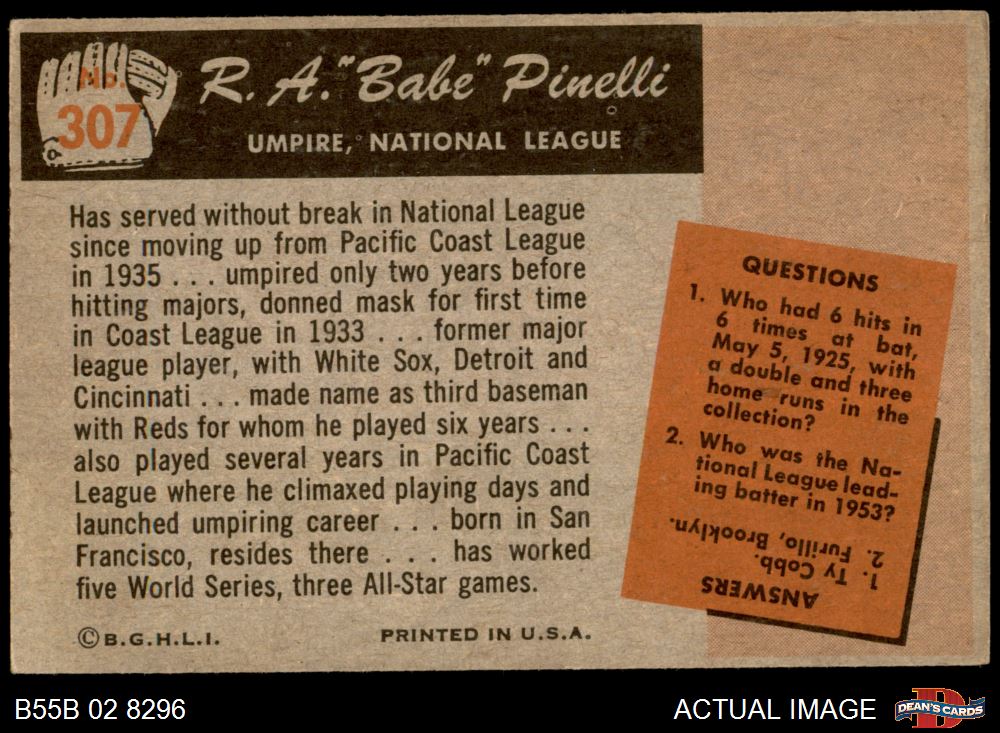 No.
307
R. A. "Babe" Pinelli
UMPIRE, NATIONAL LEAGUE
Has served without break in National League
since moving up from Pacific Coast League
in 1935 . . . umpired only two years before
hitting majors, donned mask for first time
in Coast League in 1933 . . . former major
league player, with White Sox, Detroit and
Cincinnati . . . made name as third baseman
with Reds for whom he played six years . . .
also played several years in Pacific Coast
League where he climaxed playing days and
launched umpiring career . . . born in San
Francisco, resides there . . . has worked
five World Series, three All-Star games.
©B.G.H.L.I.
PRINTED IN U.S.A.
QUESTIONS
1. Who had 6 hits in
6 times at bat,
May 5, 1925, with
a double and three
home runs in the
collection?
2. Who was the Na-
tional League lead-
ing batter in 1953?
ANSWERS
1. Ty Cobb.
2. Furillo, Brooklyn.
B55B 02 8296
ACTUAL IMAGE
D
DEAN'S CARDS